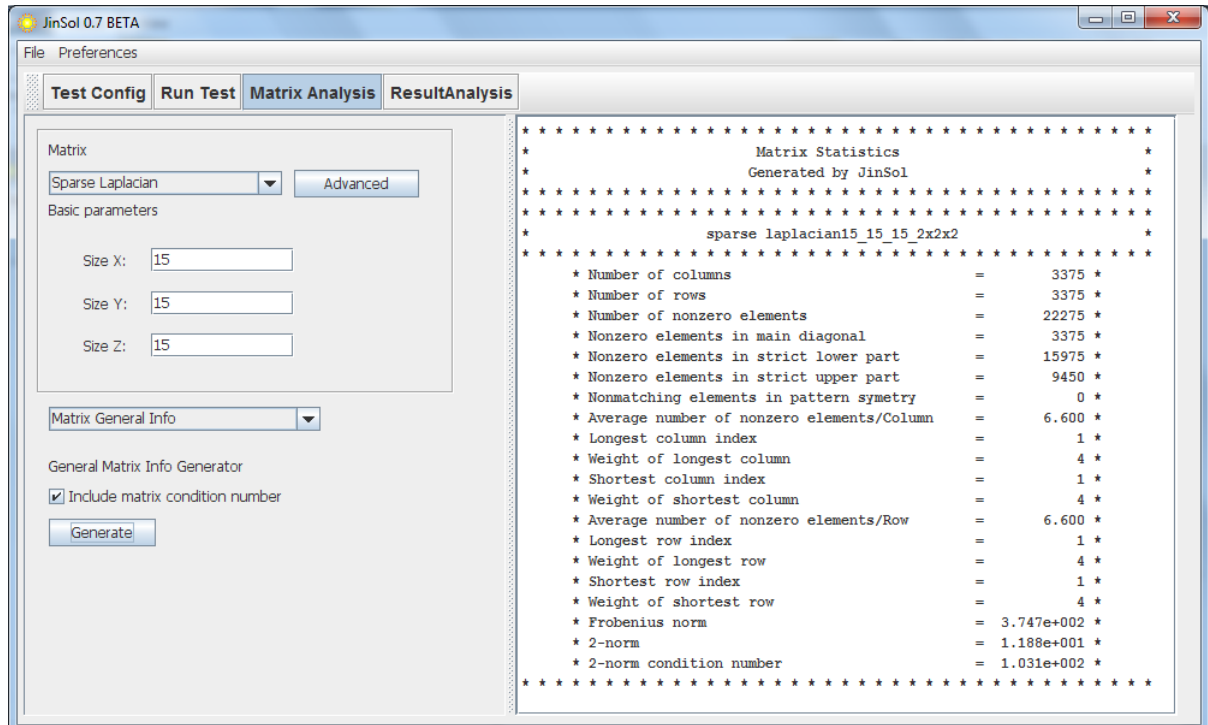 JinSol 0.7 BETA
File Preferences
Test Config Run Test Matrix Analysis ResultAnalysis
Matrix
Sparse Laplacian Advanced
Basic parameters
Size X: 15
Size Y: 15
Size Z: 15
Matrix General Info
General Matrix Info Generator
Include matrix condition number
Generate
* * * * * * * * * * * * * * * * * * * * * * * * * * * * * * * * * * * * * * *
* Matrix Statistics *
* Generated by JinSol *
* * * * * * * * * * * * * * * * * * * * * * * * * * * * * * * * * * * * * * *
* * * * * * * * * * * * * * * * * * * * * * * * * * * * * * * * * * * * * * *
* sparse laplacian15_15_15_2x2x2 *
* * * * * * * * * * * * * * * * * * * * * * * * * * * * * * * * * * * * * * *
* Number of columns = 3375 *
* Number of rows = 3375 *
* Number of nonzero elements = 22275 *
* Nonzero elements in main diagonal = 3375 *
* Nonzero elements in strict lower part = 15975 *
* Nonzero elements in strict upper part = 9450 *
* Nonmatching elements in pattern symetry = 0 *
* Average number of nonzero elements/Column = 6.600 *
* Longest column index = 1 *
* Weight of longest column = 4 *
* Shortest column index = 1 *
* Weight of shortest column = 4 *
* Average number of nonzero elements/Row = 6.600 *
* Longest row index = 1 *
* Weight of longest row = 4 *
* Shortest row index = 1 *
* Weight of shortest row = 4 *
* Frobenius norm = 3.747e+002 *
* 2-norm = 1.188e+001 *
* 2-norm condition number = 1.031e+002 *
* * * * * * * * * * * * * * * * * * * * * * * * * * * * * * * * * * * * * * *